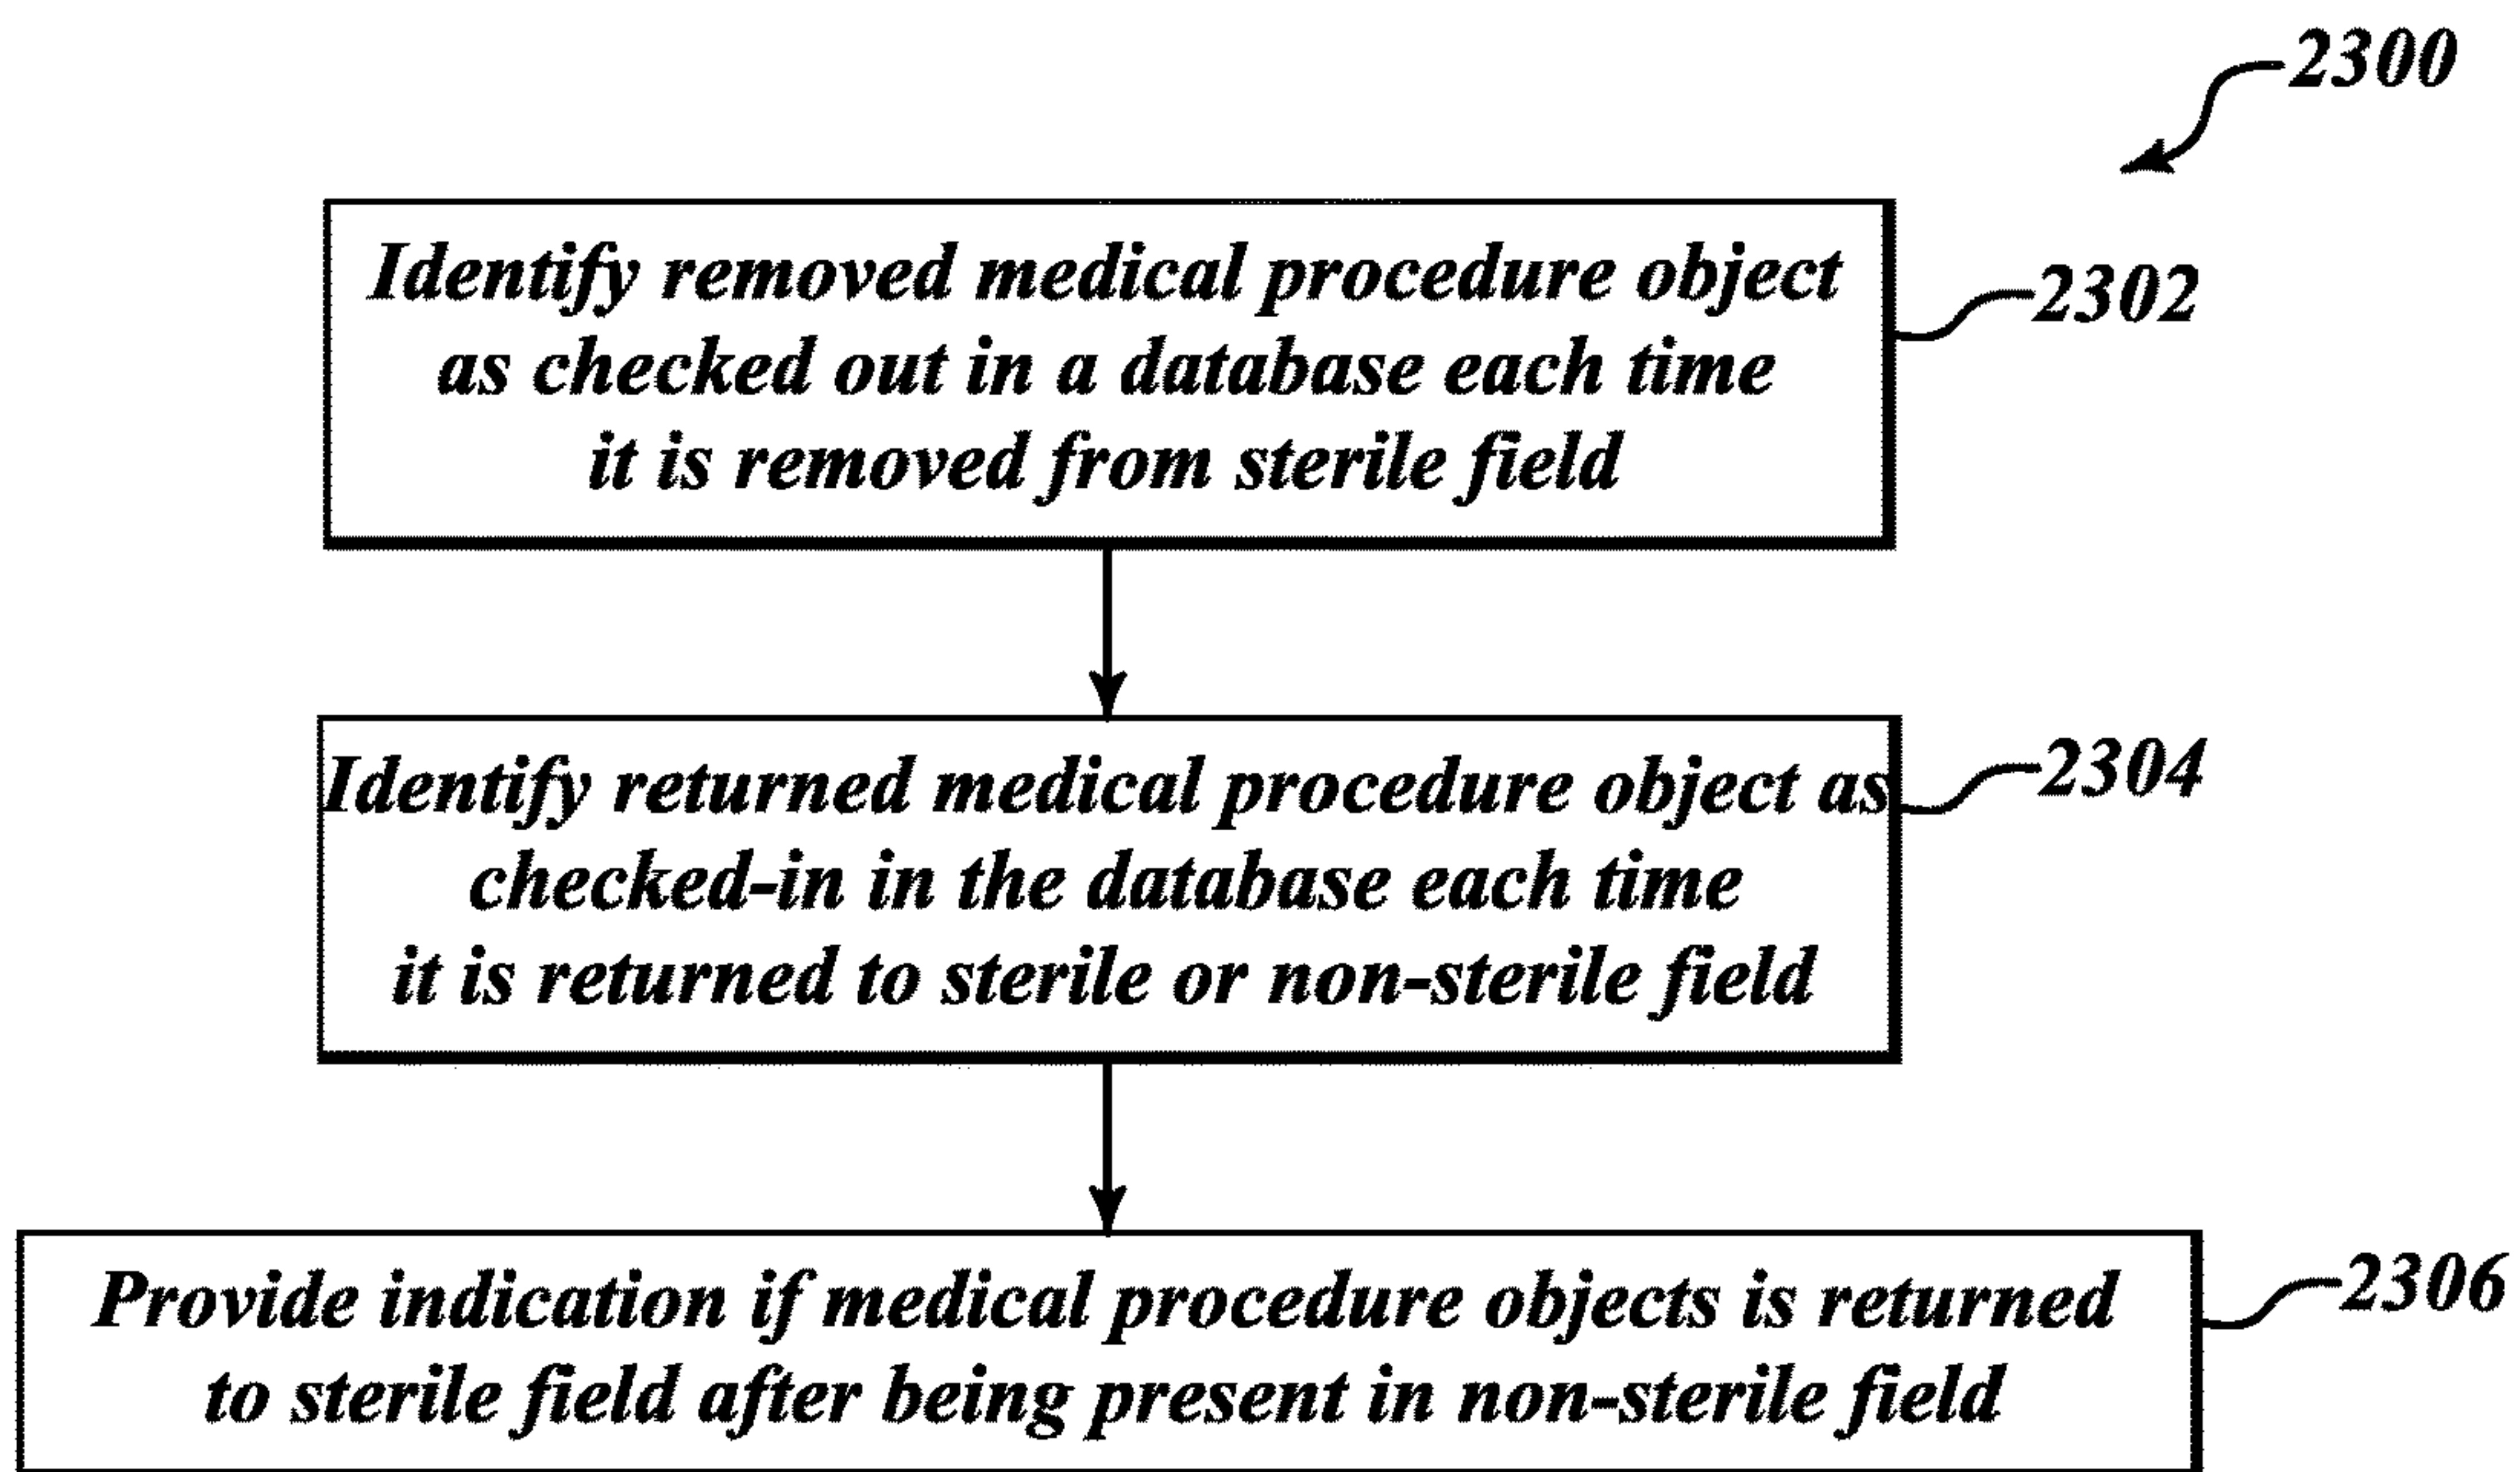 2300
Identify removed medical procedure object
2302
as checked out in a database each time
it is removed from sterile field
Identify returned medical procedure object as
2304
checked-in in the database each time
it is returned to sterile or non-sterile field
Provide indication if medical procedure objects is returned
2306
to sterile field after being present in non-sterile field